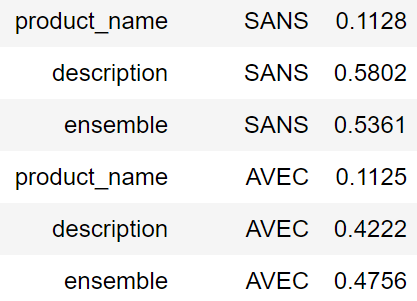 product_name SANS 0.1128
description SANS 0.5802
ensemble SANS 0.5361
product_name AVEC 0.1125
description AVEC 0.4222
ensemble AVEC 0.4756